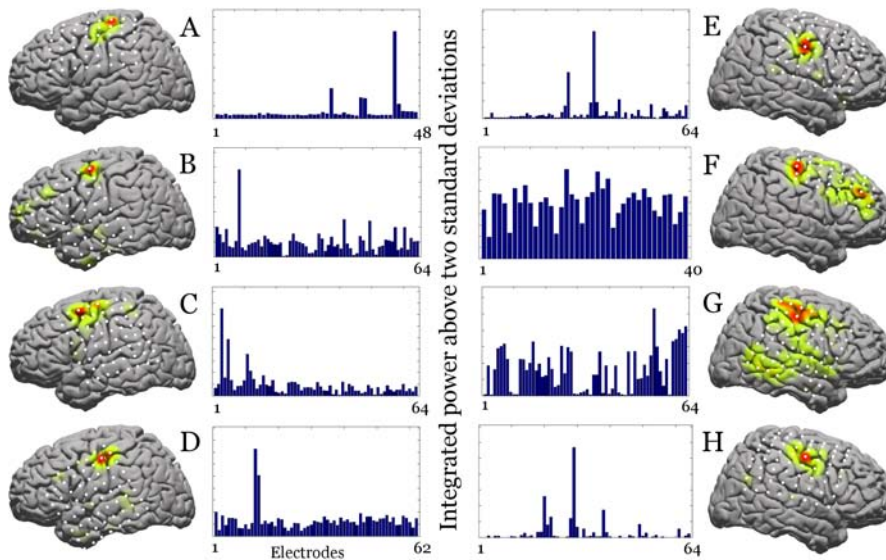 A
E
1
48
1
64
B
F
1
64
1
40
C
G
1
64
1
64
D
H
1
62
1
64
Electrodes
Integrated power above two standard deviations